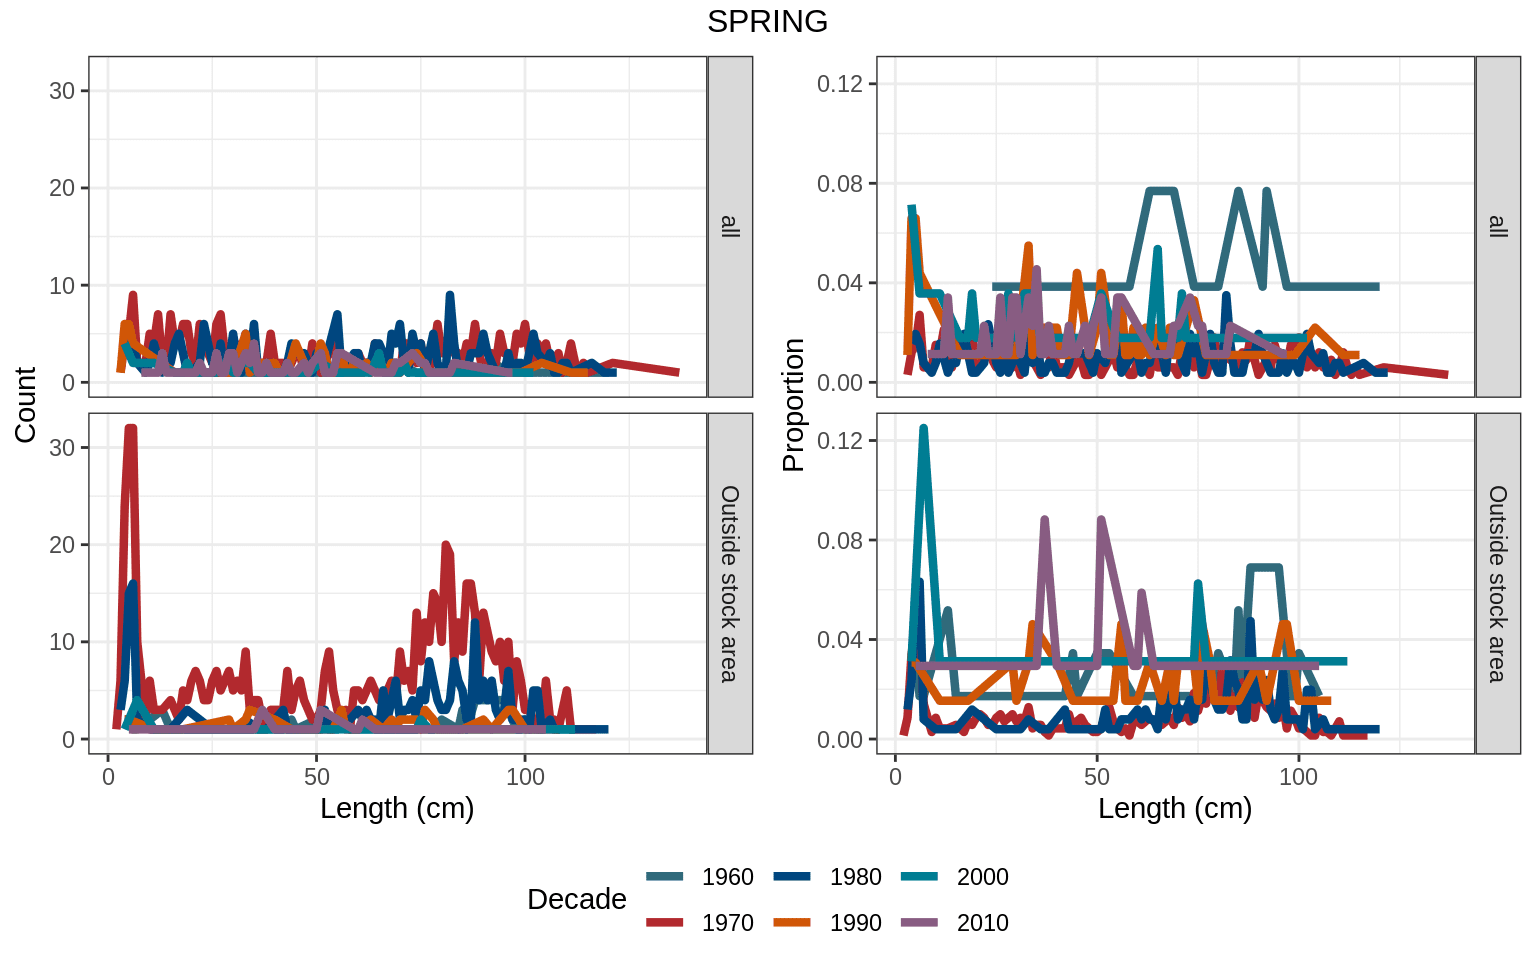 SPRING
Count
30
20
10
0
all
30
20
10
0
Outside stock area
0 50 100
Length (cm)
Proportion
0.12
0.08
0.04
0.00
all
0.12
0.08
0.04
0.00
Outside stock area
0 50 100
Length (cm)
Decade
1960 1980 2000
1970 1990 2010